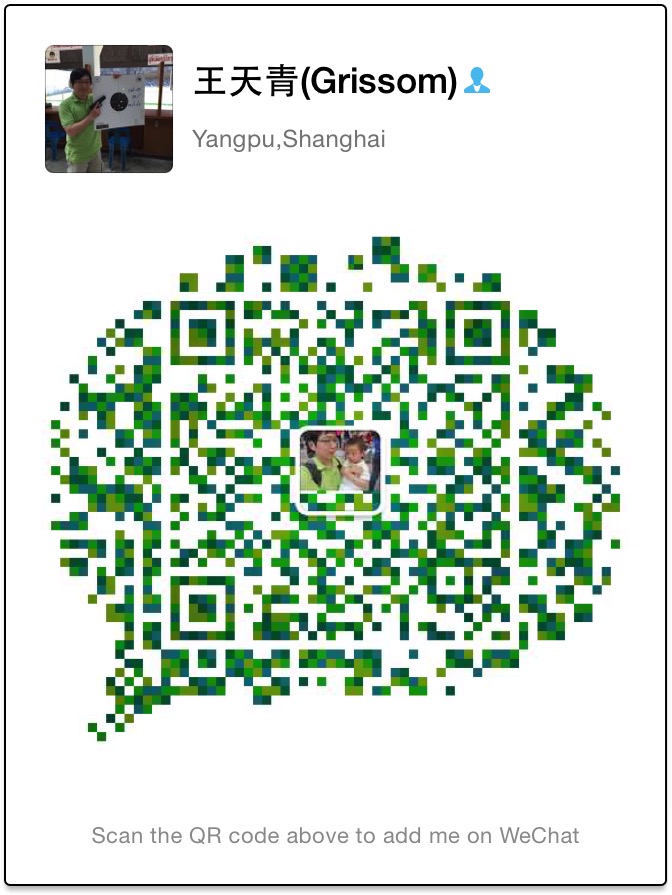 王天青(Grissom)
Yangpu,Shanghai
Scan the QR code above to add me on WeChat